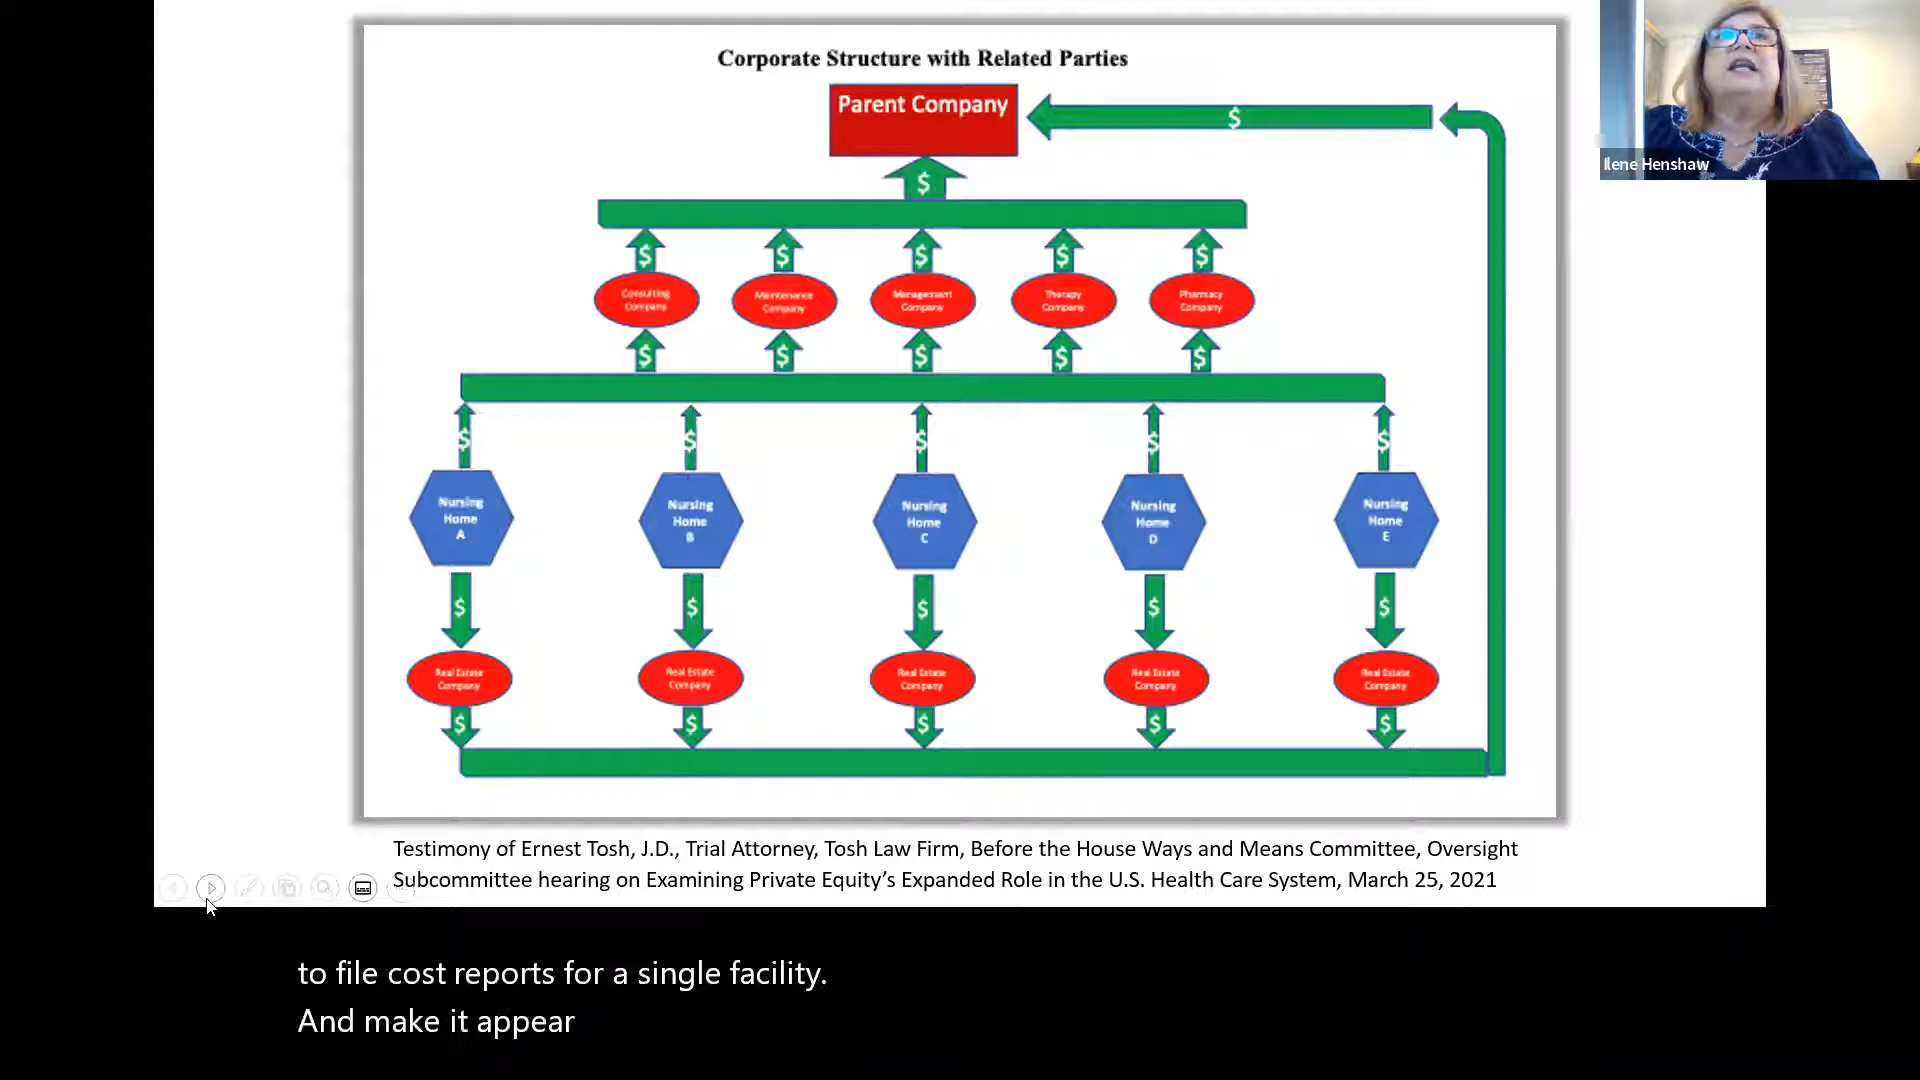 Corporate Structure with Related Parties
Parent Company
$
$
Ilene Henshaw
$ $ $ $ $
Consulting
Company
Maintenance
Company
Management
Company
Therapy
Company
Pharmacy
Company
$ $ $ $ $
$ $ $ $ $
Nursing
Home
A
Nursing
Home
B
Nursing
Home
C
Nursing
Home
D
Nursing
Home
E
$ $ $ $ $
Real Estate
Company
Real Estate
Company
Real Estate
Company
Real Estate
Company
Real Estate
Company
$ $ $ $ $
Testimony of Ernest Tosh, J.D., Trial Attorney, Tosh Law Firm, Before the House Ways and Means Committee, Oversight
Subcommittee hearing on Examining Private Equity’s Expanded Role in the U.S. Health Care System, March 25, 2021
to file cost reports for a single facility.
And make it appear